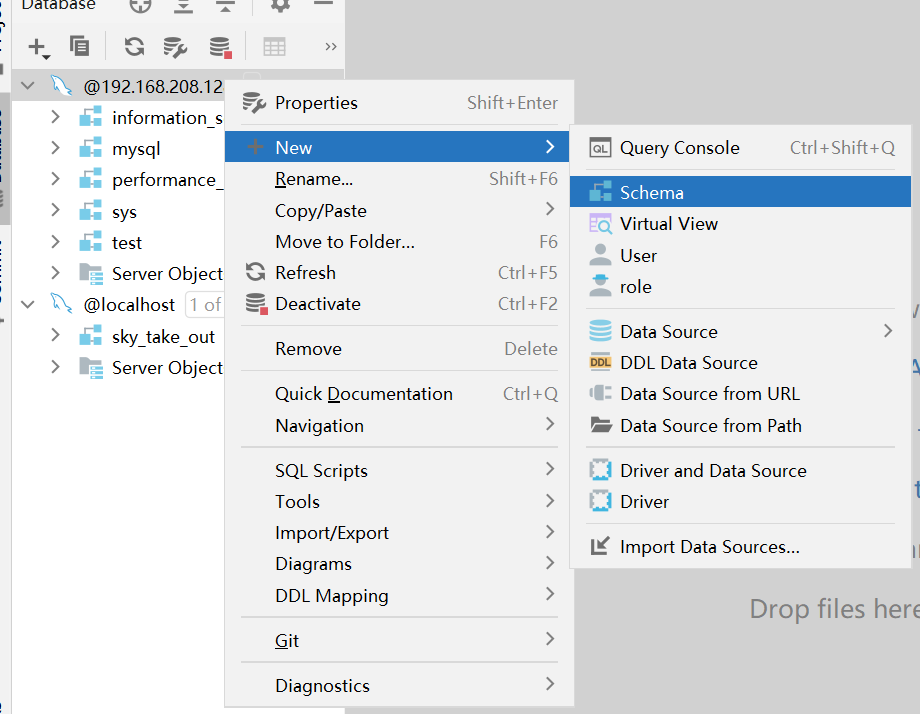 Database
@192.168.208.12
information_s
mysql
performance_
sys
test
Server Object
@localhost 1 of
sky_take_out
Server Object
Properties Shift+Enter
New
Rename... Shift+F6
Copy/Paste
Move to Folder... F6
Refresh Ctrl+F5
Deactivate Ctrl+F2
Remove Delete
Quick Documentation Ctrl+Q
Navigation
SQL Scripts
Tools
Import/Export
Diagrams
DDL Mapping
Git
Diagnostics
QL Query Console Ctrl+Shift+Q
Schema
Virtual View
User
role
Data Source
DDL DDL Data Source
Data Source from URL
Data Source from Path
Driver and Data Source
Driver
Import Data Sources...
Drop files here